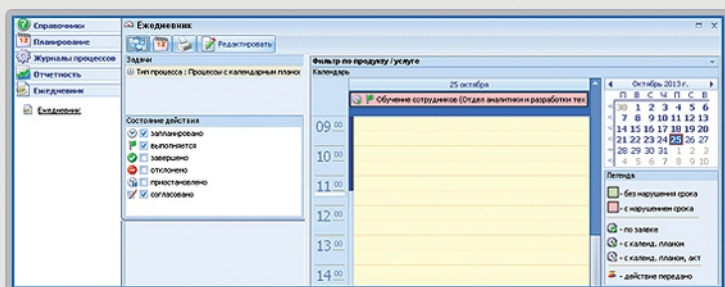 Справочники
Планирование
Журналы процессов
Отчетность
Ежедневник
Ежедневник
Ежедневник
12
Редактировать
Задачи
Тип процесса : Процессы с календарным планом
Состояние действия
запланировано
выполняется
завершено
отклонено
приостановлено
согласовано
Фильтр по продукту / услуге
Календарь
25 октября
Обучение сотрудников (Отдел аналитики и разработки тех
09 00
10 00
11 00
12 00
13 00
14 00
Октябрь 2013 г.
П В С Ч П С В
30 1 2 3 4 5 6
7 8 9 10 11 12 13
14 15 16 17 18 19 20
21 22 23 24 25 26 27
28 29 30 31 1 2 3
4 5 6 7 8 9 10
Легенда
- без нарушения срока
- с нарушением срока
- по заявке
- с календ. планом
- с календ. планом, акт
- действие передано